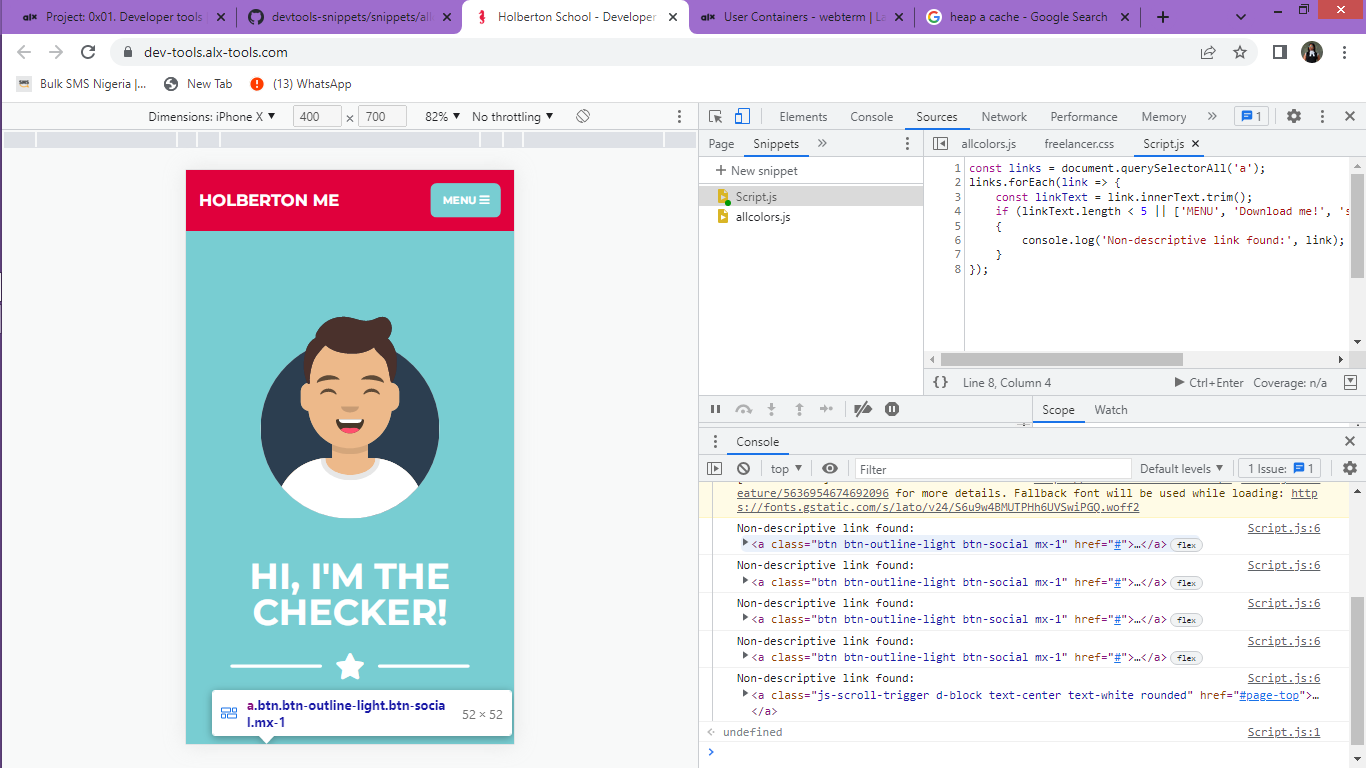 Project: 0x01. Developer tools |
devtools-snippets/snippets/all
Holberton School - Developer
User Containers - webterm | La
heap a cache - Google Search
dev-tools.alx-tools.com
Bulk SMS Nigeria |...
New Tab
(13) WhatsApp
Dimensions: iPhone X ▼ 400 × 700 82% ▼ No throttling ▼
HOLBERTON ME
MENU
HI, I'M THE
CHECKER!
a.btn.btn-outline-light.btn-socia
l.mx-1
52 × 52
Elements Console Sources Network Performance Memory » 1
Page Snippets »
+ New snippet
Script.js
allcolors.js
allcolors.js freelancer.css Script.js ×
1 const links = document.querySelectorAll('a');
2 links.forEach(link => {
3 const linkText = link.innerText.trim();
4 if (linkText.length < 5 || ['MENU', 'Download me!', 's
5 {
6 console.log('Non-descriptive link found:', link);
7 }
8 });
{} Line 8, Column 4 Ctrl+Enter Coverage: n/a
Scope Watch
Console
top ▼ Filter Default levels ▼ 1 Issue: 1
eature/5636954674692096 for more details. Fallback font will be used while loading: http
s://fonts.gstatic.com/s/lato/v24/S6u9w4BMUTPHh6UVSwiPGQ.woff2
Non-descriptive link found: Script.js:6
<a class="btn btn-outline-light btn-social mx-1" href="#">…</a> flex
Non-descriptive link found: Script.js:6
<a class="btn btn-outline-light btn-social mx-1" href="#">…</a> flex
Non-descriptive link found: Script.js:6
<a class="btn btn-outline-light btn-social mx-1" href="#">…</a> flex
Non-descriptive link found: Script.js:6
<a class="btn btn-outline-light btn-social mx-1" href="#">…</a> flex
Non-descriptive link found: Script.js:6
<a class="js-scroll-trigger d-block text-center text-white rounded" href="#page-top">…
</a>
undefined Script.js:1